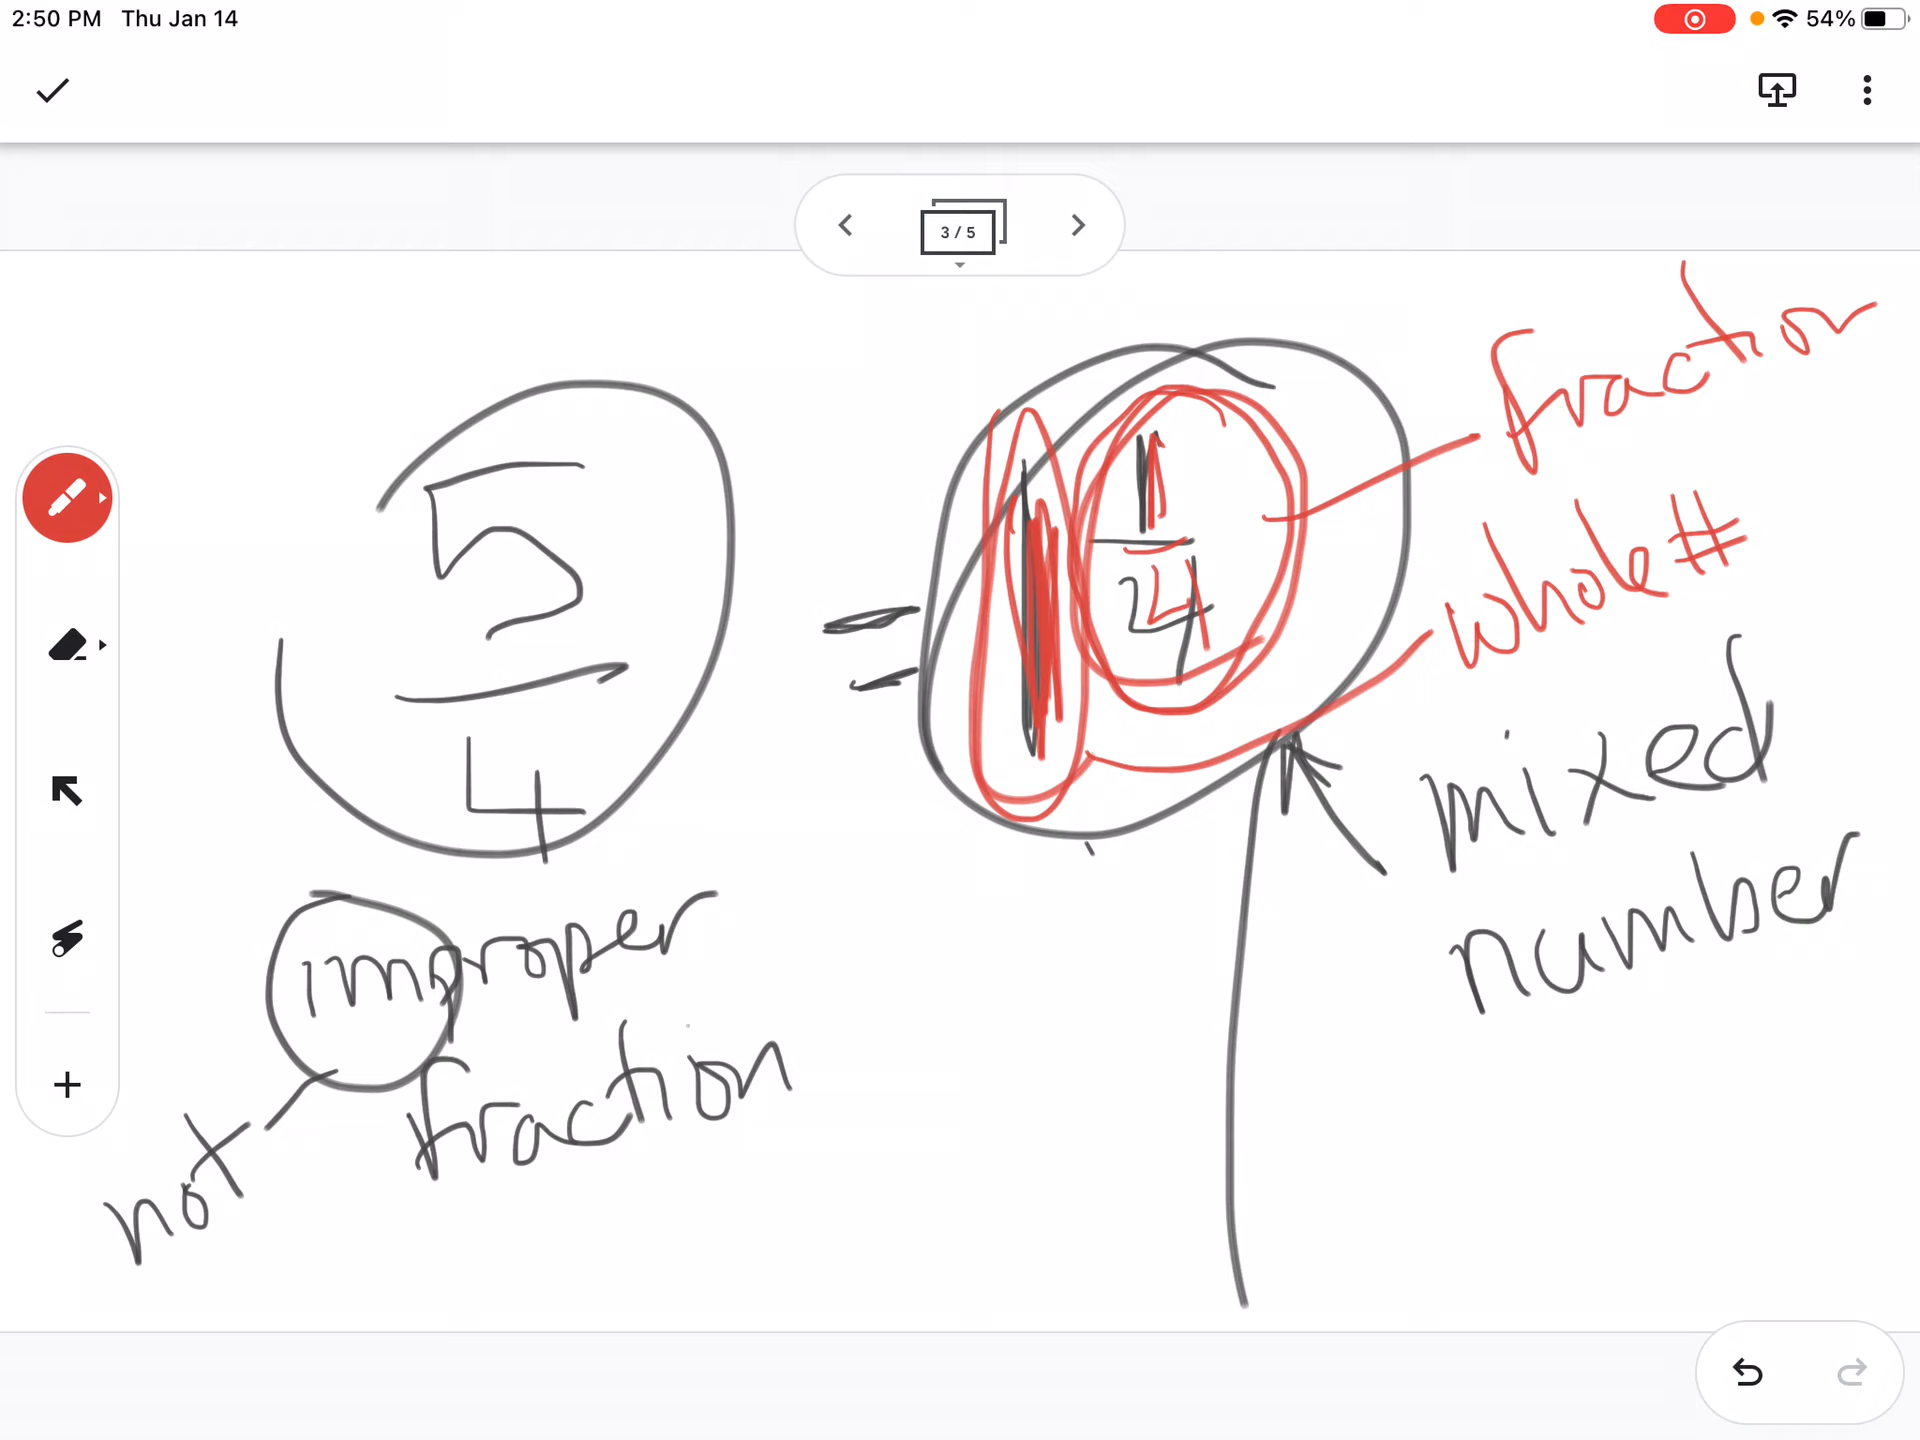 2:50 PM Thu Jan 14
54%
3 / 5
5
4
=
1 1
4
fraction
whole #
mixed
number
improper
fraction
not